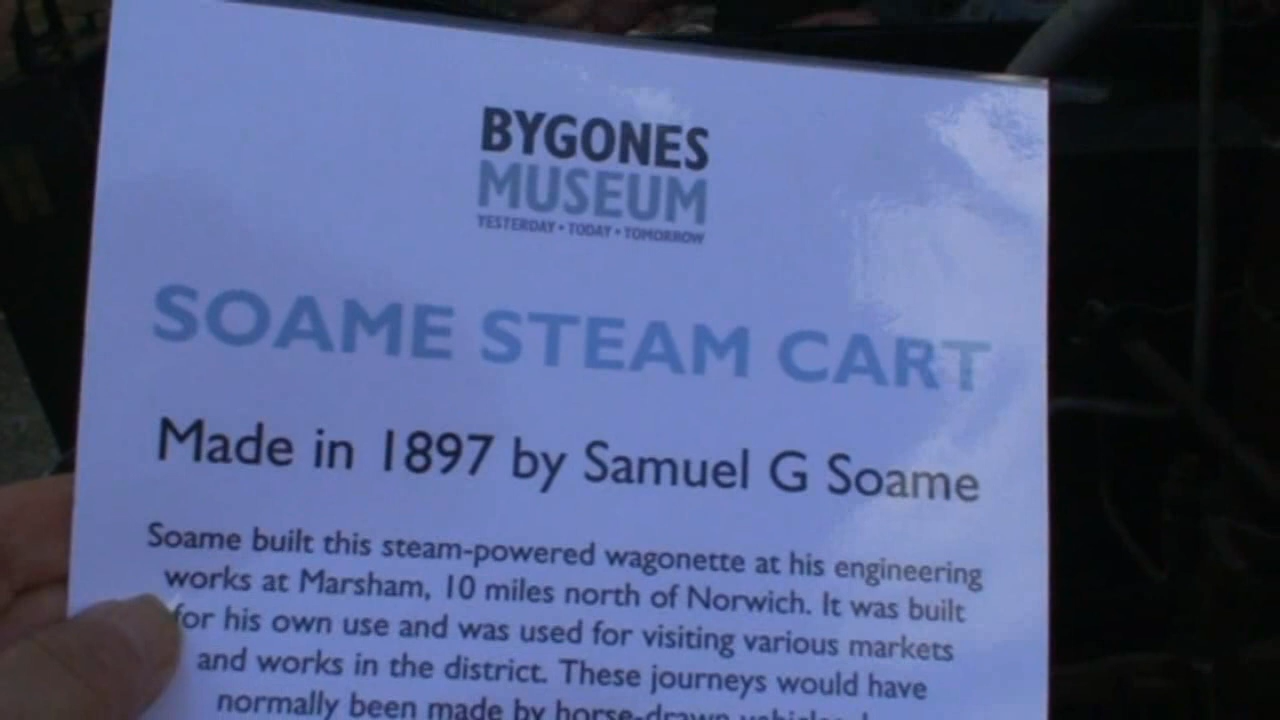 BYGONES
MUSEUM
YESTERDAY • TODAY • TOMORROW
SOAME STEAM CART
Made in 1897 by Samuel G Soame
Soame built this steam-powered wagonette at his engineering
works at Marsham, 10 miles north of Norwich. It was built
for his own use and was used for visiting various markets
and works in the district. These journeys would have
normally been made by horse-drawn vehicles